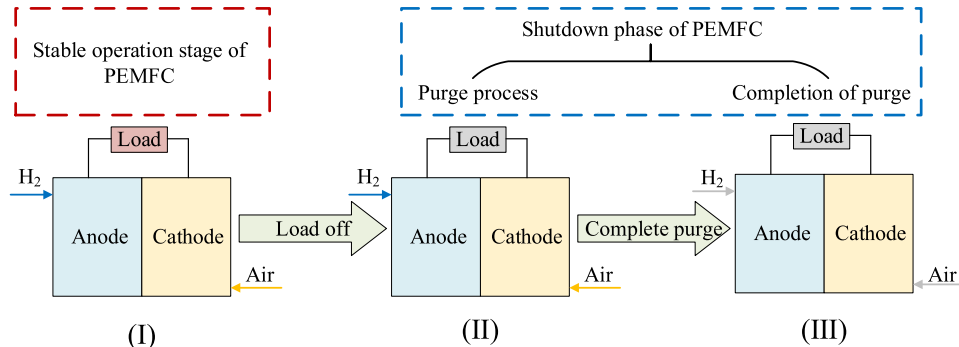 Stable operation stage of
PEMFC
Shutdown phase of PEMFC
Purge process
Completion of purge
Load
H₂
Anode
Cathode
Air
(I)
Load off
Load
H₂
Anode
Cathode
Air
(II)
Complete purge
Load
H₂
Anode
Cathode
Air
(III)